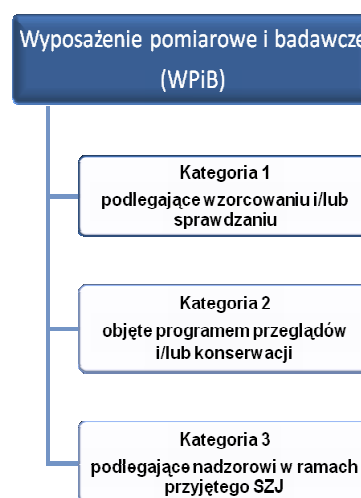 Wyposażenie pomiarowe i badawcze
(WPiB)
Kategoria 1
podlegające wzorcowaniu i/lub
sprawdzaniu
Kategoria 2
objęte programem przeglądów
i/lub konserwacji
Kategoria 3
podlegające nadzorowi w ramach
przyjętego SZJ